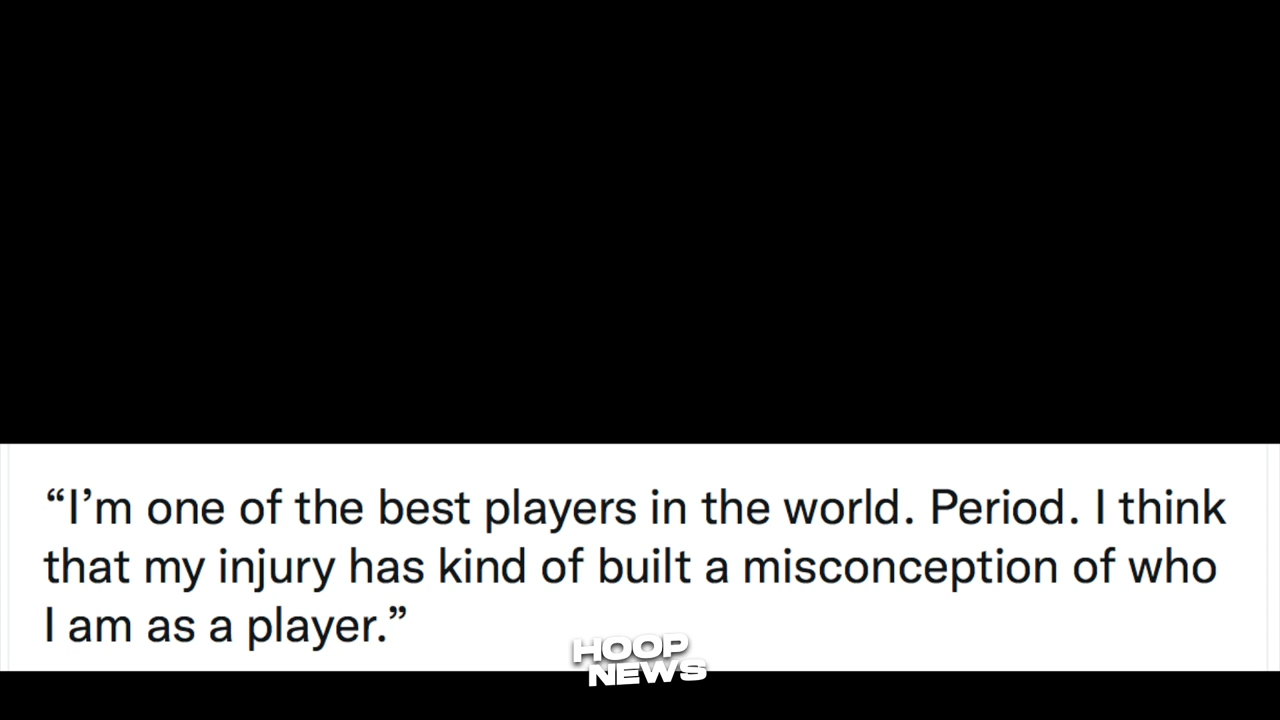 “I’m one of the best players in the world. Period. I think
that my injury has kind of built a misconception of who
I am as a player.”
HOOP
NEWS